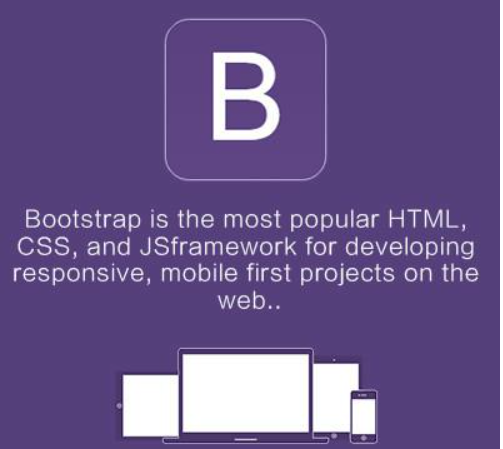 B
Bootstrap is the most popular HTML,
CSS, and JSframework for developing
responsive, mobile first projects on the
web..